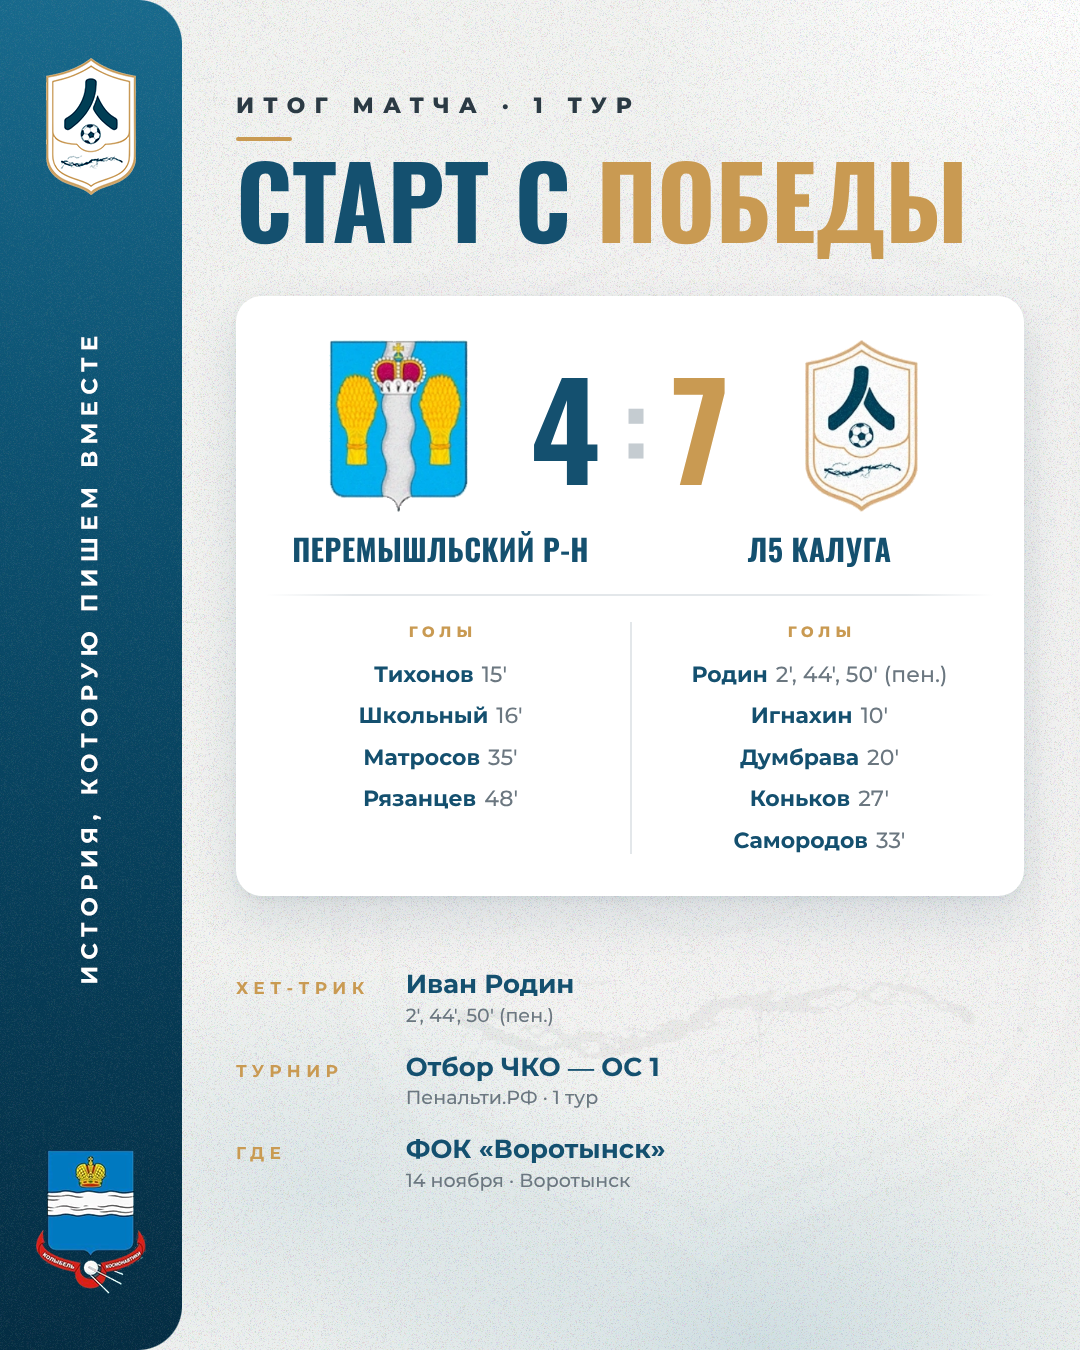 ИТОГ МАТЧА · 1 ТУР
СТАРТ С ПОБЕДЫ
ИСТОРИЯ, КОТОРУЮ ПИШЕМ ВМЕСТЕ
4 : 7
ПЕРЕМЫШЛЬСКИЙ Р-Н
Л5 КАЛУГА
ГОЛЫ
Тихонов 15'
Школьный 16'
Матросов 35'
Рязанцев 48'
ГОЛЫ
Родин 2', 44', 50' (пен.)
Игнахин 10'
Думбрава 20'
Коньков 27'
Самородов 33'
ХЕТ-ТРИК
Иван Родин
2', 44', 50' (пен.)
ТУРНИР
Отбор ЧКО — ОС 1
Пенальти.РФ · 1 тур
ГДЕ
ФОК «Воротынск»
14 ноября · Воротынск
КОЛЫБЕЛЬ КОСМОНАВТИКИ